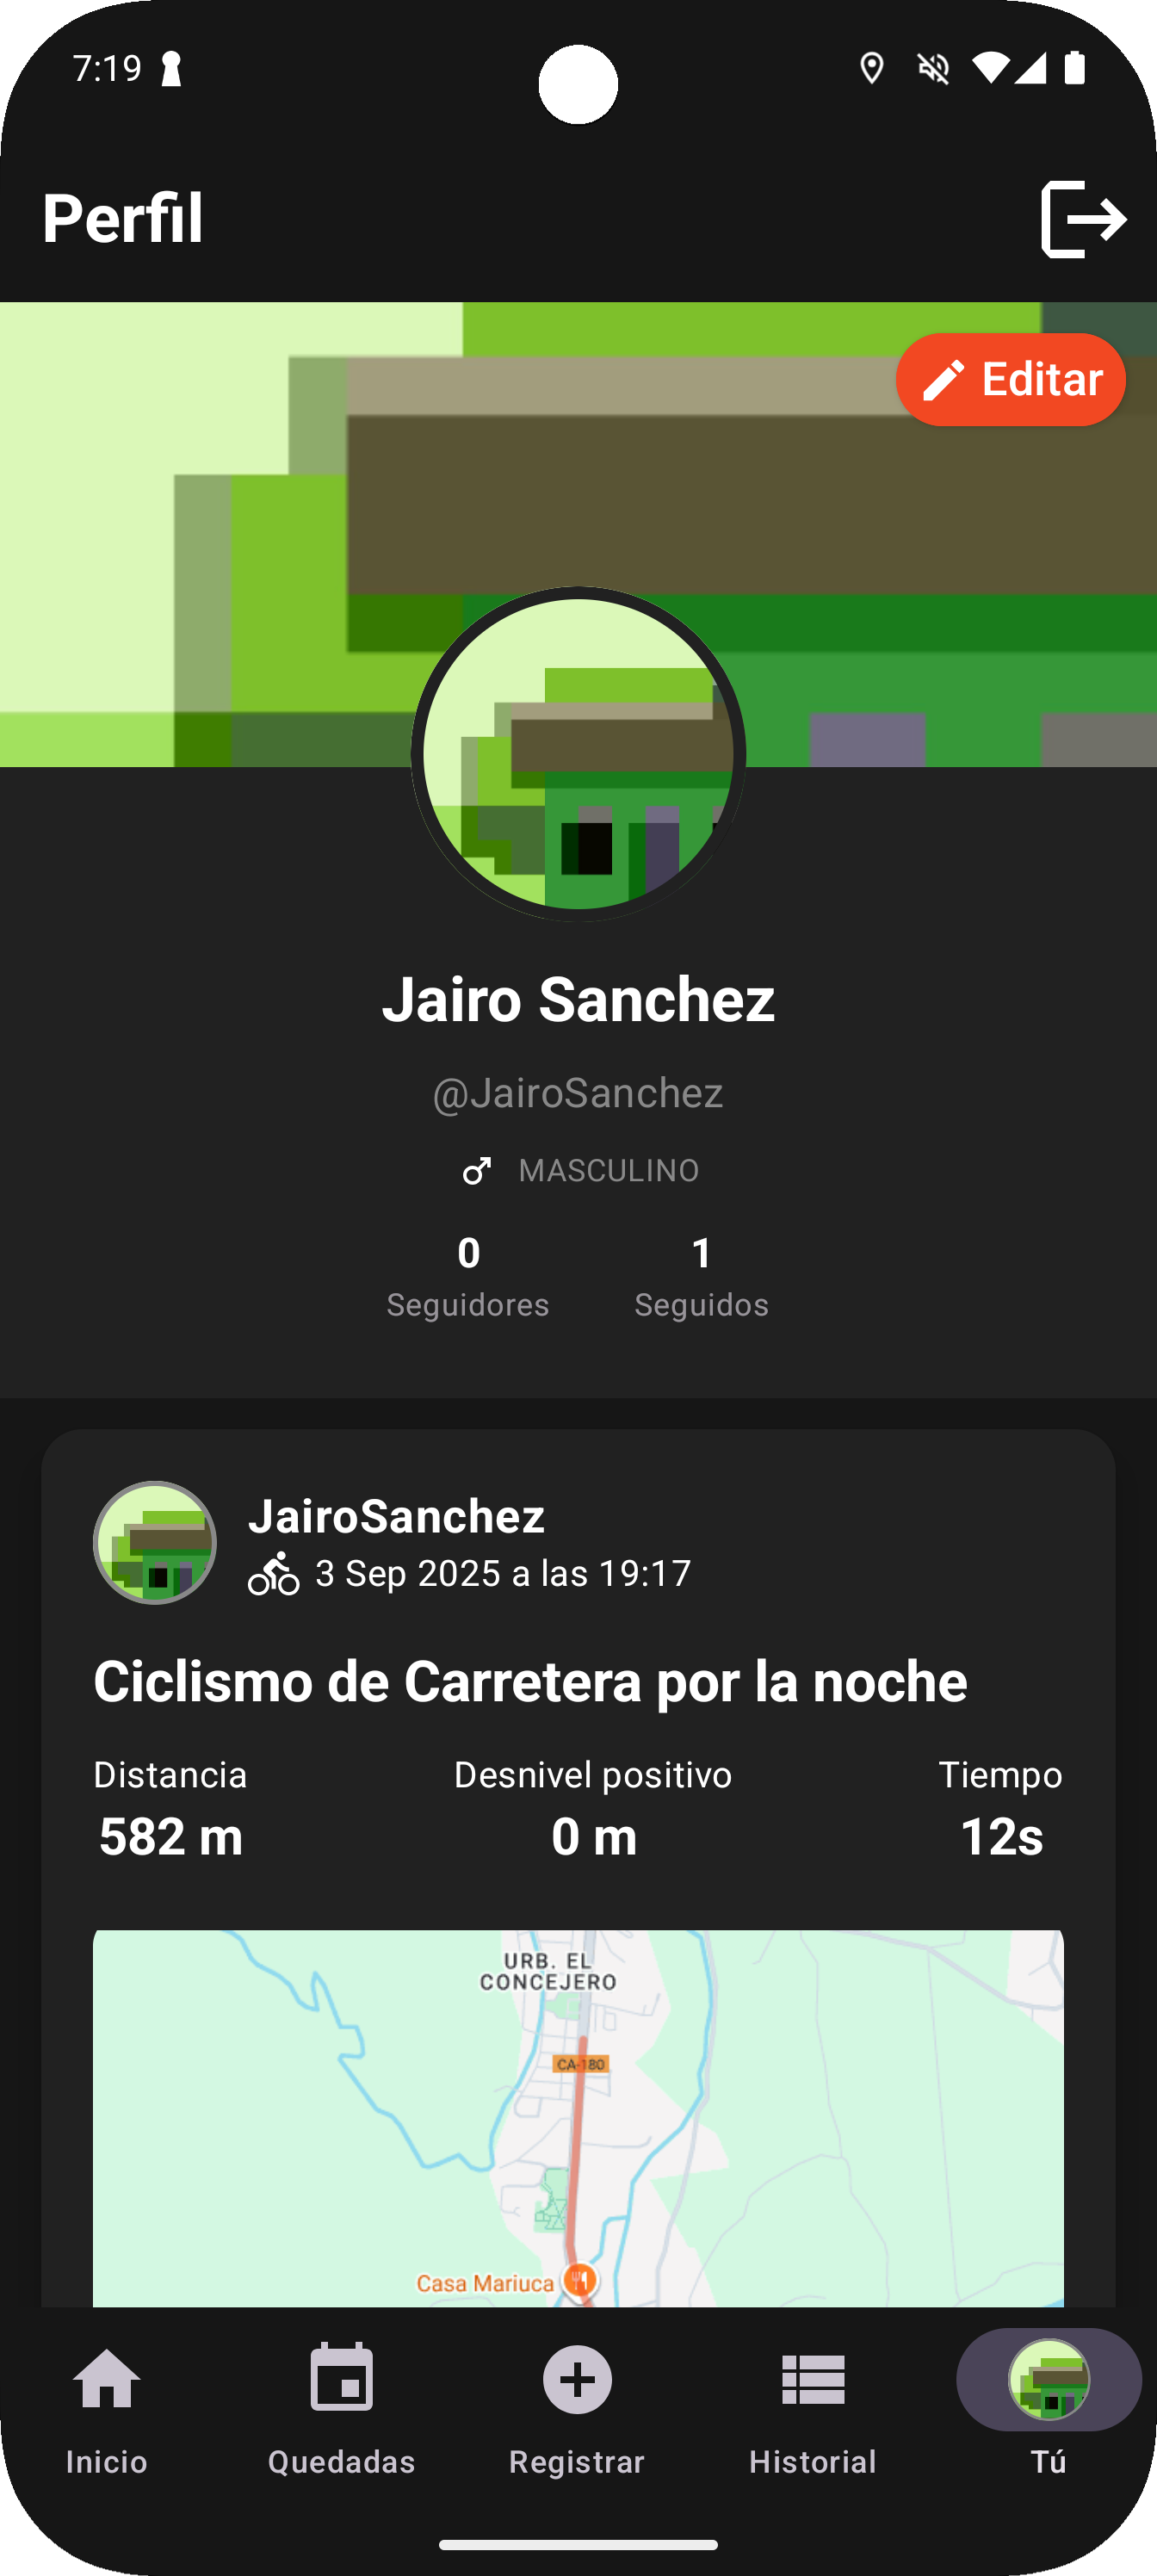 7:19
Perfil
Editar
Jairo Sanchez
@JairoSanchez
MASCULINO
0 1
Seguidores Seguidos
JairoSanchez
3 Sep 2025 a las 19:17
Ciclismo de Carretera por la noche
Distancia Desnivel positivo Tiempo
582 m 0 m 12s
URB. EL
CONCEJERO
CA-180
Casa Mariuca
Inicio Quedadas Registrar Historial Tú